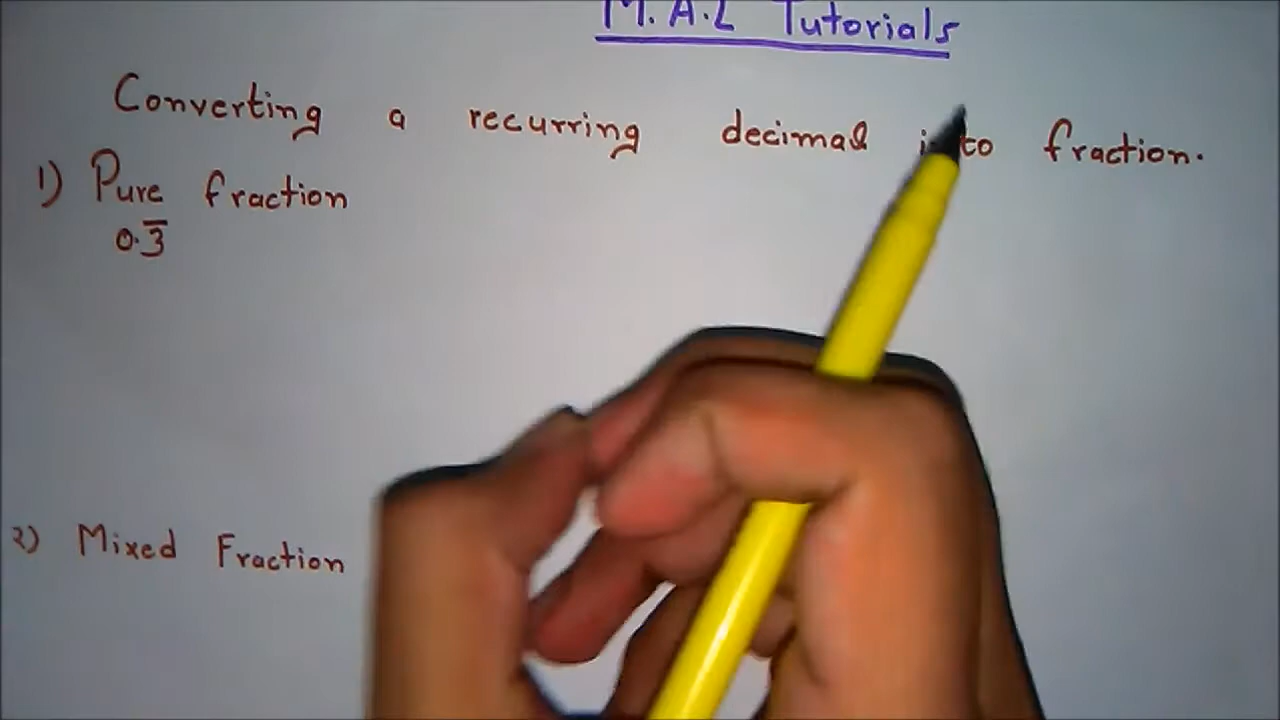 M.A.L Tutorials
Converting a recurring decimal into fraction.
1) Pure fraction
0.3̅
2) Mixed Fraction